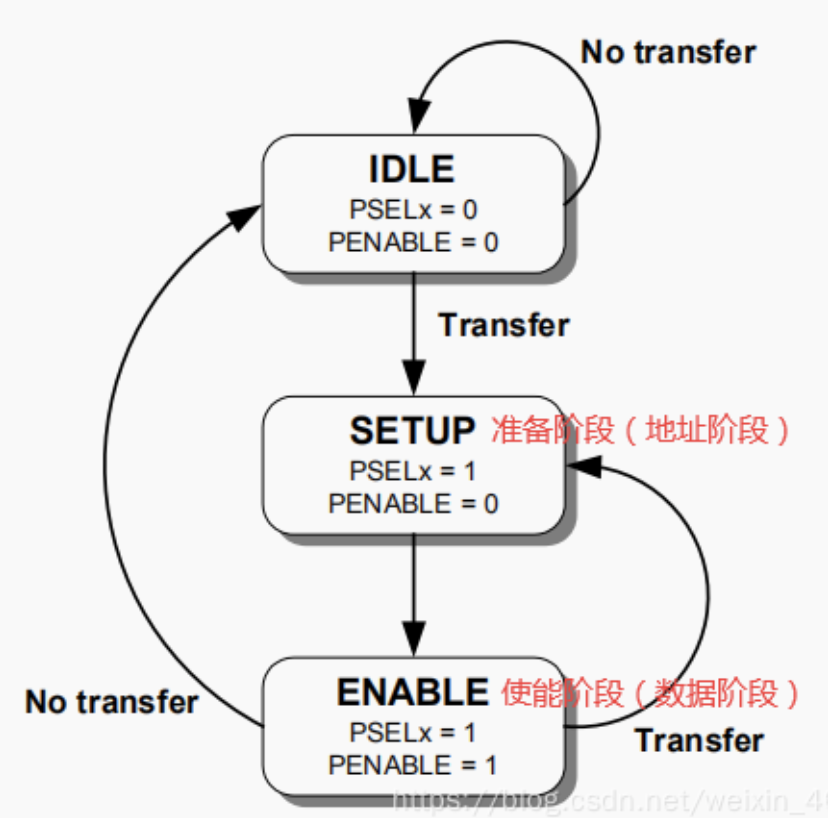 No transfer
IDLE
PSELx = 0
PENABLE = 0
Transfer
SETUP 准备阶段（地址阶段）
PSELx = 1
PENABLE = 0
ENABLE 使能阶段（数据阶段）
No transfer
PSELx = 1
Transfer
PENABLE = 1
https://blog.csdn.net/weixin_40